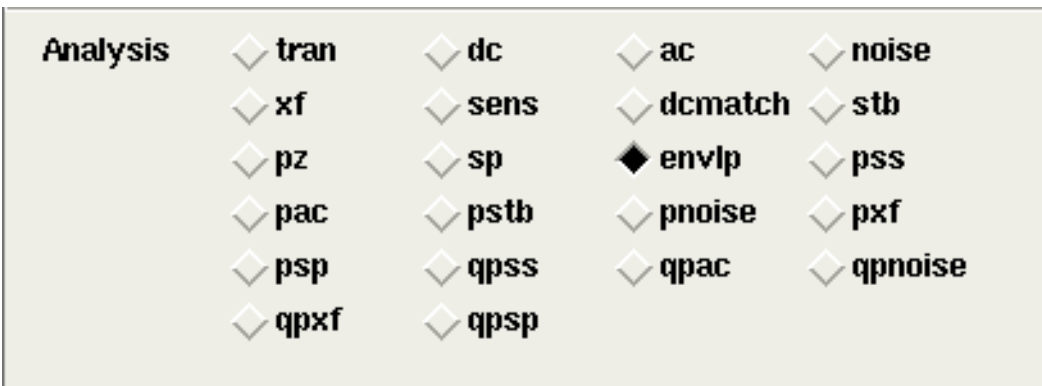 Analysis tran dc ac noise
xf sens dcmatch stb
pz sp envlp pss
pac pstb pnoise pxf
psp qpss qpac qpnoise
qpxf qpsp